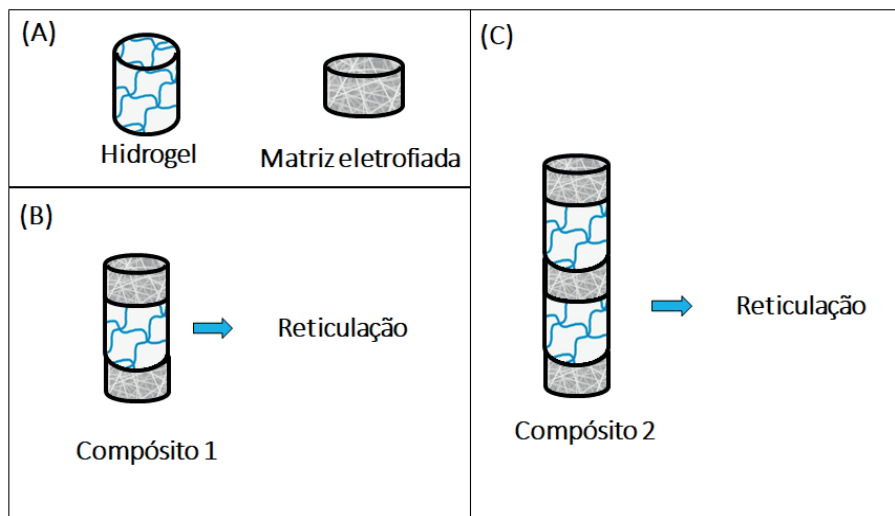 (A)
Hidrogel
Matriz eletrofiada
(B)
Reticulação
Compósito 1
(C)
Reticulação
Compósito 2